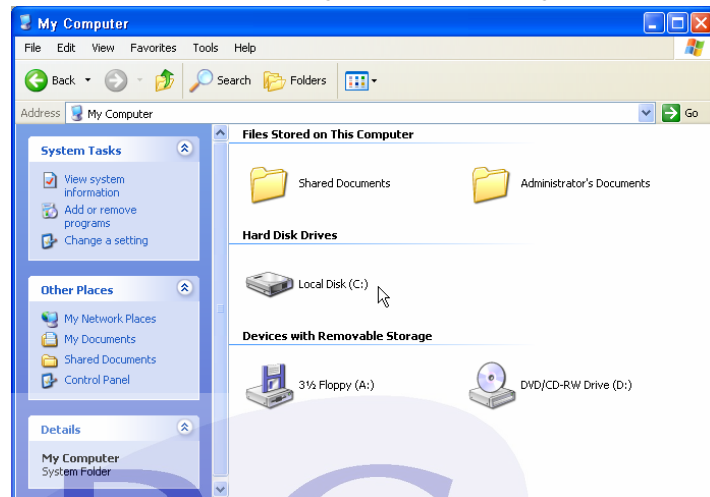 My Computer
File Edit View Favorites Tools Help
Back Search Folders
Address My Computer Go
System Tasks
View system
information
Add or remove
programs
Change a setting
Other Places
My Network Places
My Documents
Shared Documents
Control Panel
Details
My Computer
System Folder
Files Stored on This Computer
Shared Documents Administrator's Documents
Hard Disk Drives
Local Disk (C:)
Devices with Removable Storage
3½ Floppy (A:) DVD/CD-RW Drive (D:)